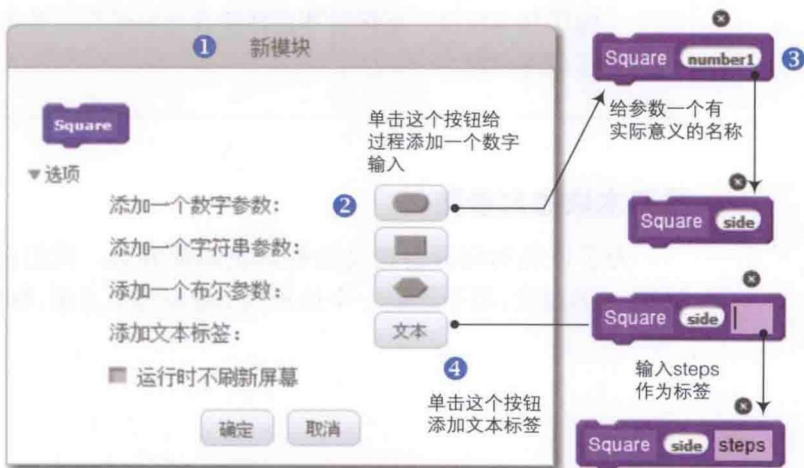 1 新模块
Square
单击这个按钮给
过程添加一个数字
输入
▼选项
添加一个数字参数:
2
添加一个字符串参数:
添加一个布尔参数:
添加文本标签:
文本
运行时不刷新屏幕
确定
取消
4
单击这个按钮
添加文本标签
Square number1
3
给参数一个有
实际意义的名称
Square side
Square side
输入steps
作为标签
Square side steps